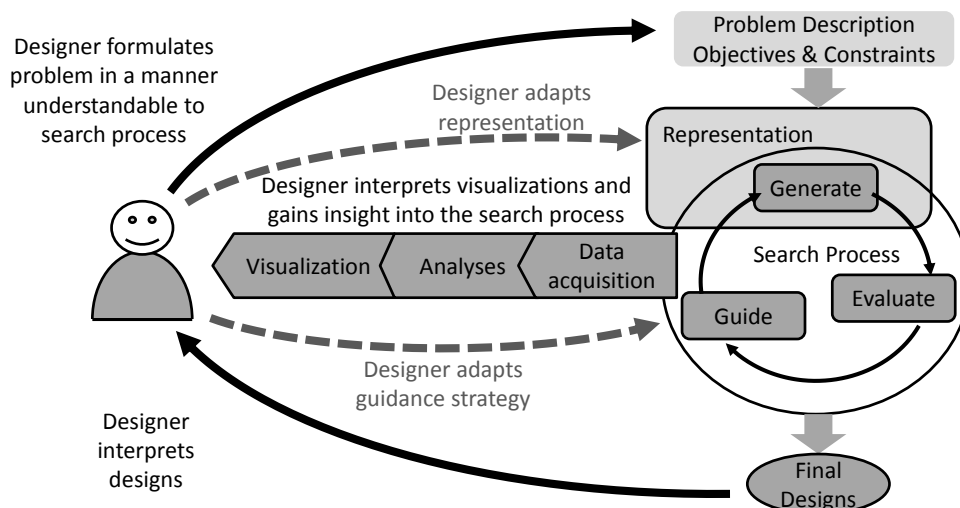 Designer formulates
problem in a manner
understandable to
search process
Problem Description
Objectives & Constraints
Designer adapts
representation
Representation
Designer interprets visualizations and
gains insight into the search process
Generate
Visualization
Analyses
Data
acquisition
Search Process
Guide
Evaluate
Designer adapts
guidance strategy
Designer
interprets
designs
Final
Designs